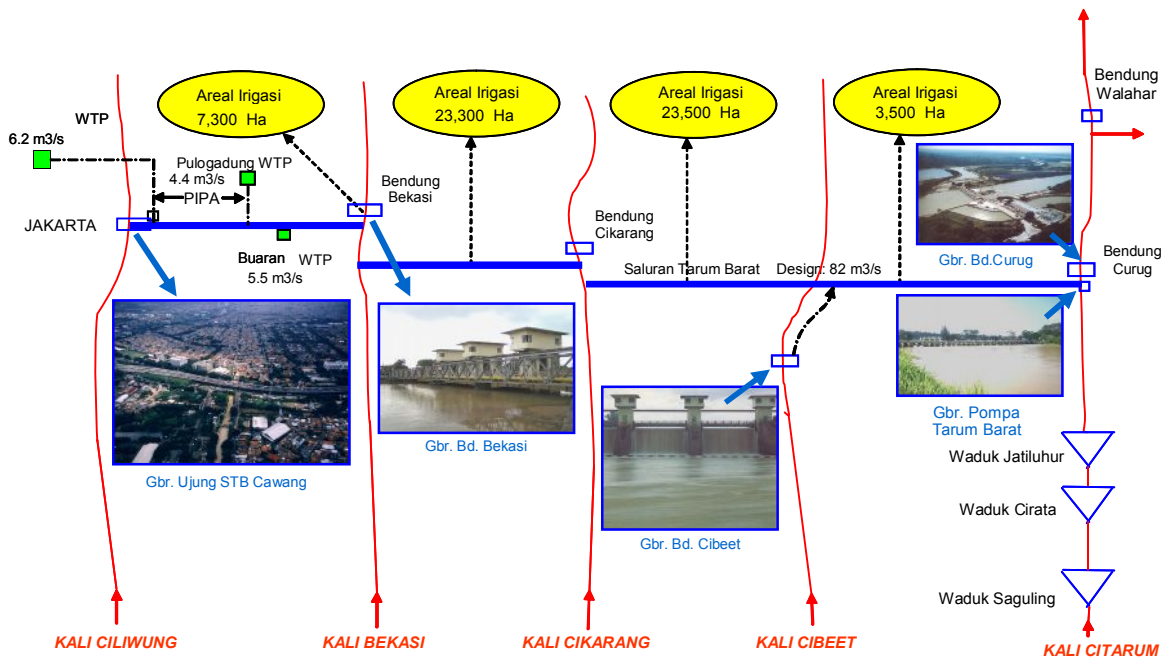 Bendung
Walahar
Areal Irigasi
7,300 Ha
Areal Irigasi
23,300 Ha
Areal Irigasi
23,500 Ha
Areal Irigasi
3,500 Ha
WTP
6.2 m3/s
Pulogadung WTP
4.4 m3/s
PIPA
JAKARTA
Buaran WTP
5.5 m3/s
Bendung
Bekasi
Bendung
Cikarang
Saluran Tarum Barat
Design: 82 m3/s
Gbr. Bd.Curug
Bendung
Curug
Gbr. Ujung STB Cawang
Gbr. Bd. Bekasi
Gbr. Bd. Cibeet
Gbr. Pompa
Tarum Barat
Waduk Jatiluhur
Waduk Cirata
Waduk Saguling
KALI CILIWUNG
KALI BEKASI
KALI CIKARANG
KALI CIBEET
KALI CITARUM